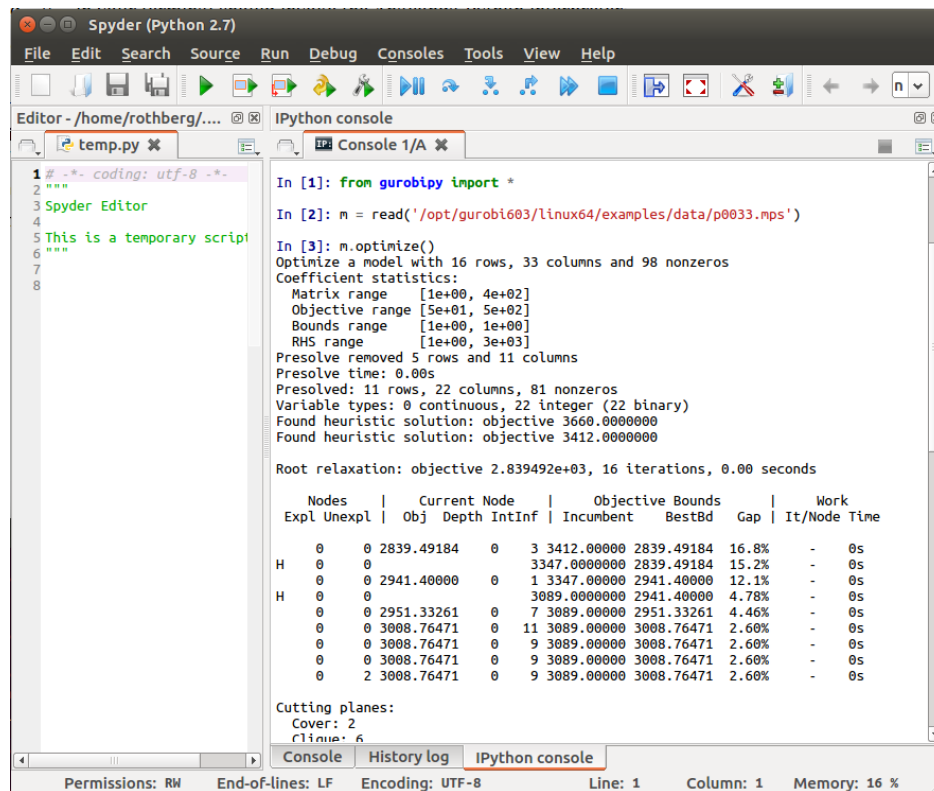 Spyder (Python 2.7)
File Edit Search Source Run Debug Consoles Tools View Help
n
Editor - /home/rothberg/....
temp.py
1 # -*- coding: utf-8 -*-
2 """
3 Spyder Editor
4
5 This is a temporary script
6 """
7
8
IPython console
IP: Console 1/A
In [1]: from gurobipy import *
In [2]: m = read('/opt/gurobi603/linux64/examples/data/p0033.mps')
In [3]: m.optimize()
Optimize a model with 16 rows, 33 columns and 98 nonzeros
Coefficient statistics:
  Matrix range    [1e+00, 4e+02]
  Objective range [5e+01, 5e+02]
  Bounds range    [1e+00, 1e+00]
  RHS range       [1e+00, 3e+03]
Presolve removed 5 rows and 11 columns
Presolve time: 0.00s
Presolved: 11 rows, 22 columns, 81 nonzeros
Variable types: 0 continuous, 22 integer (22 binary)
Found heuristic solution: objective 3660.0000000
Found heuristic solution: objective 3412.0000000
Root relaxation: objective 2.839492e+03, 16 iterations, 0.00 seconds
    Nodes    |    Current Node    |     Objective Bounds      |     Work
 Expl Unexpl |  Obj  Depth IntInf | Incumbent    BestBd   Gap | It/Node Time
     0     0 2839.49184    0    3 3412.00000 2839.49184  16.8%     -    0s
H    0     0                    3347.0000000 2839.49184  15.2%     -    0s
     0     0 2941.40000    0    1 3347.00000 2941.40000  12.1%     -    0s
H    0     0                    3089.0000000 2941.40000  4.78%     -    0s
     0     0 2951.33261    0    7 3089.00000 2951.33261  4.46%     -    0s
     0     0 3008.76471    0   11 3089.00000 3008.76471  2.60%     -    0s
     0     0 3008.76471    0    9 3089.00000 3008.76471  2.60%     -    0s
     0     0 3008.76471    0    9 3089.00000 3008.76471  2.60%     -    0s
     0     2 3008.76471    0    9 3089.00000 3008.76471  2.60%     -    0s
Cutting planes:
  Cover: 2
  Clique: 6
Console History log IPython console
Permissions: RW End-of-lines: LF Encoding: UTF-8 Line: 1 Column: 1 Memory: 16 %